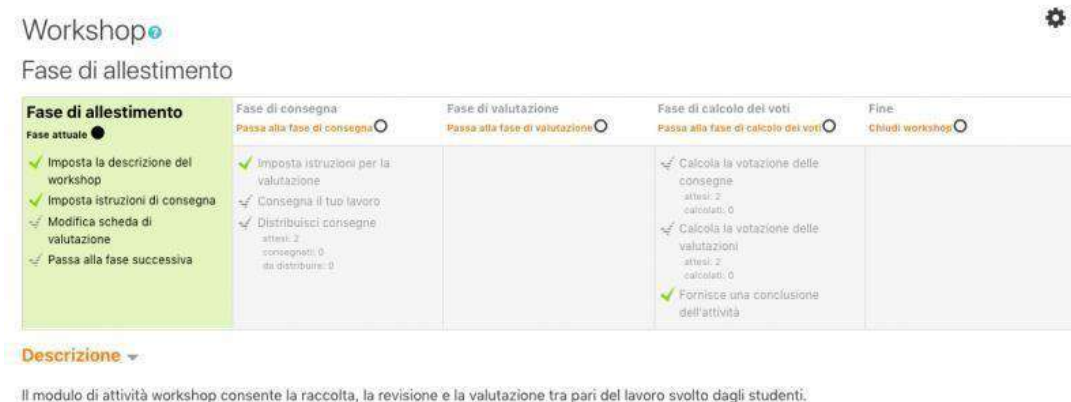 Workshop
Fase di allestimento
Fase di allestimento
Fase attuale
Imposta la descrizione del
workshop
Imposta istruzioni di consegna
Modifica scheda di
valutazione
Passa alla fase successiva
Fase di consegna
Passa alla fase di consegna
Imposta istruzioni per la
valutazione
Consegna il tuo lavoro
Distribuisci consegne
attesi: 2
consegnati: 0
da distribuire: 0
Fase di valutazione
Passa alla fase di valutazione
Fase di calcolo dei voti
Passa alla fase di calcolo dei voti
Calcola la votazione delle
consegne
attesi: 2
calcolati: 0
Calcola la votazione delle
valutazioni
attesi: 2
calcolati: 0
Fornisce una conclusione
dell'attività
Fine
Chiudi workshop
Descrizione
Il modulo di attività workshop consente la raccolta, la revisione e la valutazione tra pari del lavoro svolto dagli studenti.